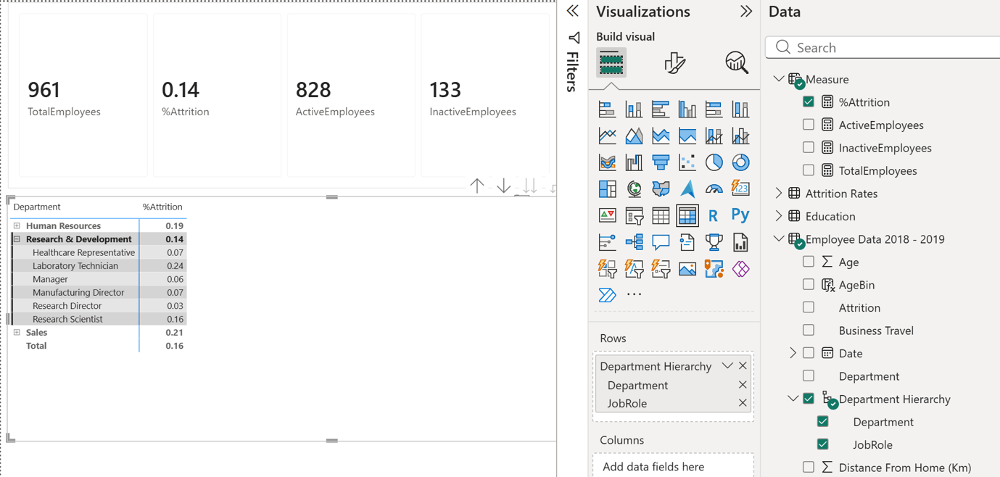 961
TotalEmployees
0.14
%Attrition
828
ActiveEmployees
133
InactiveEmployees
Department %Attrition
Human Resources 0.19
Research & Development 0.14
Healthcare Representative 0.07
Laboratory Technician 0.24
Manager 0.06
Manufacturing Director 0.07
Research Director 0.03
Research Scientist 0.16
Sales 0.21
Total 0.16
Filters
Visualizations
Build visual
123
R
Py
Rows
Department Hierarchy
Department
JobRole
Columns
Add data fields here
Data
Search
Measure
%Attrition
ActiveEmployees
InactiveEmployees
TotalEmployees
Attrition Rates
Education
Employee Data 2018 - 2019
Age
AgeBin
Attrition
Business Travel
Date
Department
Department Hierarchy
Department
JobRole
Distance From Home (Km)